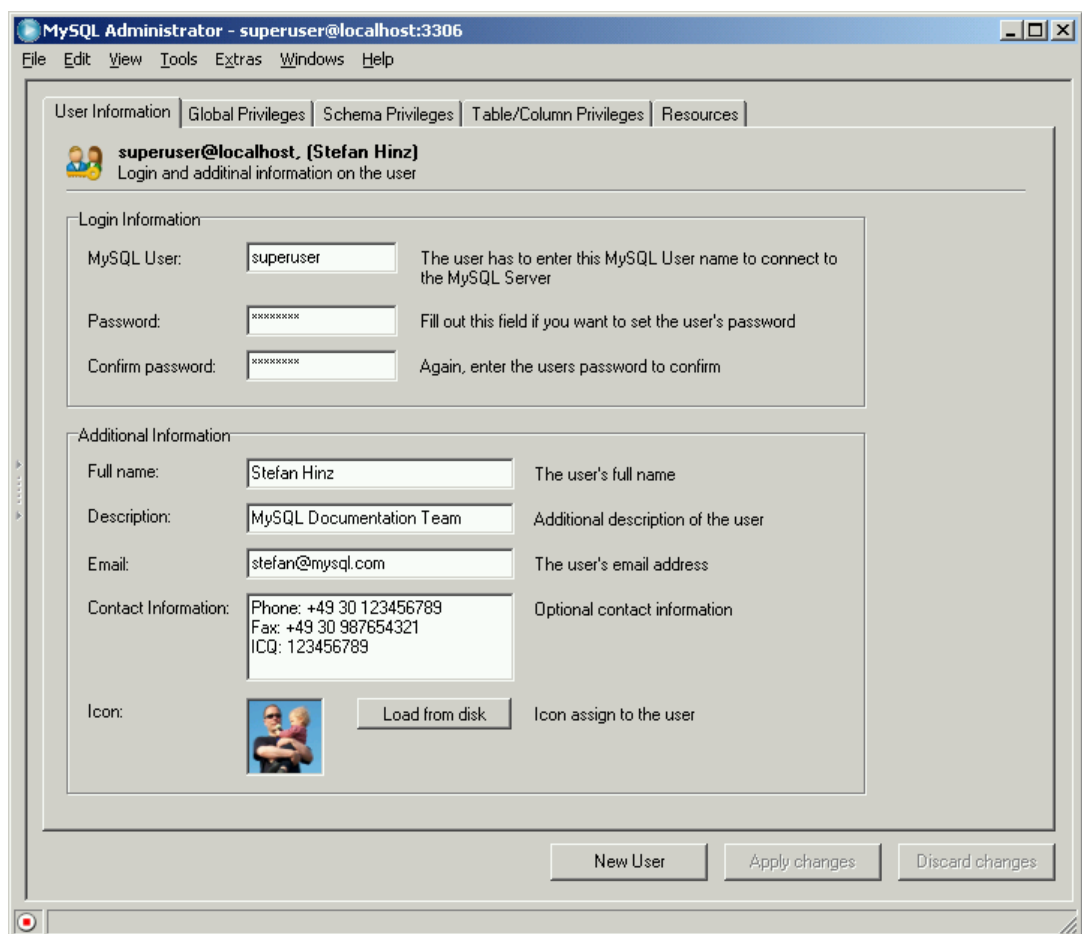 MySQL Administrator - superuser@localhost:3306
File Edit View Tools Extras Windows Help
User Information Global Privileges Schema Privileges Table/Column Privileges Resources
superuser@localhost, (Stefan Hinz)
Login and additinal information on the user
Login Information
MySQL User: superuser The user has to enter this MySQL User name to connect to
the MySQL Server
Password: xxxxxxxx Fill out this field if you want to set the user's password
Confirm password: xxxxxxxx Again, enter the users password to confirm
Additional Information
Full name: Stefan Hinz The user's full name
Description: MySQL Documentation Team Additional description of the user
Email: stefan@mysql.com The user's email address
Contact Information: Phone: +49 30 123456789 Optional contact information
Fax: +49 30 987654321
ICQ: 123456789
Icon: Load from disk Icon assign to the user
New User Apply changes Discard changes